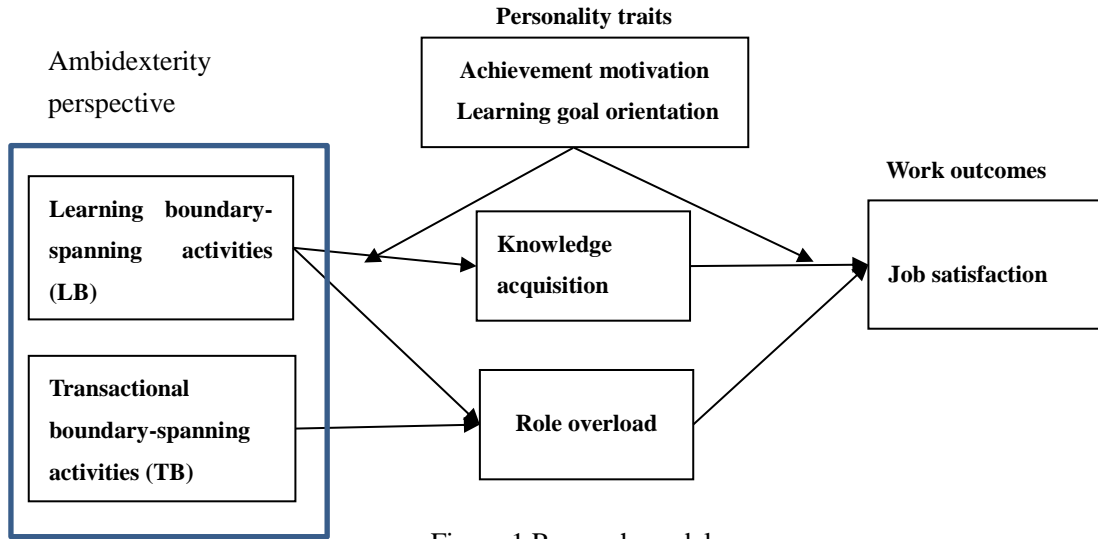 Personality traits
Ambidexterity
perspective
Achievement motivation
Learning goal orientation
Work outcomes
Learning boundary-
spanning activities
(LB)
Knowledge
acquisition
Job satisfaction
Transactional
boundary-spanning
activities (TB)
Role overload